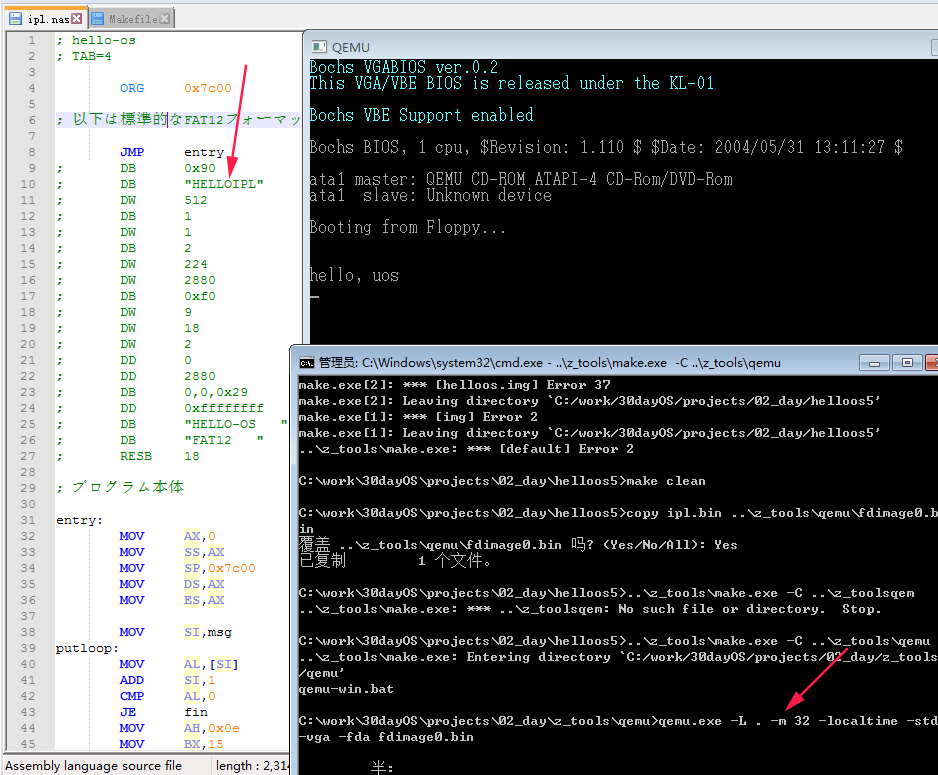 ipl.nas
Makefile
1 ; hello-os
2 ; TAB=4
3
4 ORG 0x7c00
5
6 ; 以下は標準的なFAT12フォーマッ
7
8 JMP entry
9 ; DB 0x90
10 ; DB "HELLOIPL"
11 ; DW 512
12 ; DB 1
13 ; DW 1
14 ; DB 2
15 ; DW 224
16 ; DW 2880
17 ; DB 0xf0
18 ; DW 9
19 ; DW 18
20 ; DW 2
21 ; DD 0
22 ; DD 2880
23 ; DB 0,0,0x29
24 ; DD 0xffffffff
25 ; DB "HELLO-OS   "
26 ; DB "FAT12   "
27 ; RESB 18
28
29 ; プログラム本体
30
31 entry:
32 MOV AX,0
33 MOV SS,AX
34 MOV SP,0x7c00
35 MOV DS,AX
36 MOV ES,AX
37
38 MOV SI,msg
39 putloop:
40 MOV AL,[SI]
41 ADD SI,1
42 CMP AL,0
43 JE fin
44 MOV AH,0x0e
45 MOV BX,15
Assembly language source file length : 2,314
QEMU
Bochs VGABIOS ver.0.2
This VGA/VBE BIOS is released under the KL-01
Bochs VBE Support enabled
Bochs BIOS, 1 cpu, $Revision: 1.110 $ $Date: 2004/05/31 13:11:27 $
ata1 master: QEMU CD-ROM ATAPI-4 CD-Rom/DVD-Rom
ata1  slave: Unknown device
Booting from Floppy...
hello, uos
管理员: C:\Windows\system32\cmd.exe - ..\z_tools\make.exe  -C ..\z_tools\qemu
make.exe[2]: *** [helloos.img] Error 37
make.exe[2]: Leaving directory `C:/work/30dayOS/projects/02_day/helloos5'
make.exe[1]: *** [img] Error 2
make.exe[1]: Leaving directory `C:/work/30dayOS/projects/02_day/helloos5'
..\z_tools\make.exe: *** [default] Error 2
C:\work\30dayOS\projects\02_day\helloos5>make clean
C:\work\30dayOS\projects\02_day\helloos5>copy ipl.bin ..\z_tools\qemu\fdimage0.b
in
覆盖 ..\z_tools\qemu\fdimage0.bin 吗? (Yes/No/All): Yes
已复制         1 个文件。
C:\work\30dayOS\projects\02_day\helloos5>..\z_tools\make.exe -C ..\z_toolsqem
..\z_tools\make.exe: *** ..\z_toolsqem: No such file or directory.  Stop.
C:\work\30dayOS\projects\02_day\helloos5>..\z_tools\make.exe -C ..\z_tools\qemu
..\z_tools\make.exe: Entering directory `C:/work/30dayOS/projects/02_day/z_tools
/qemu'
qemu-win.bat
C:\work\30dayOS\projects\02_day\z_tools\qemu>qemu.exe -L . -m 32 -localtime -std
-vga -fda fdimage0.bin
半: